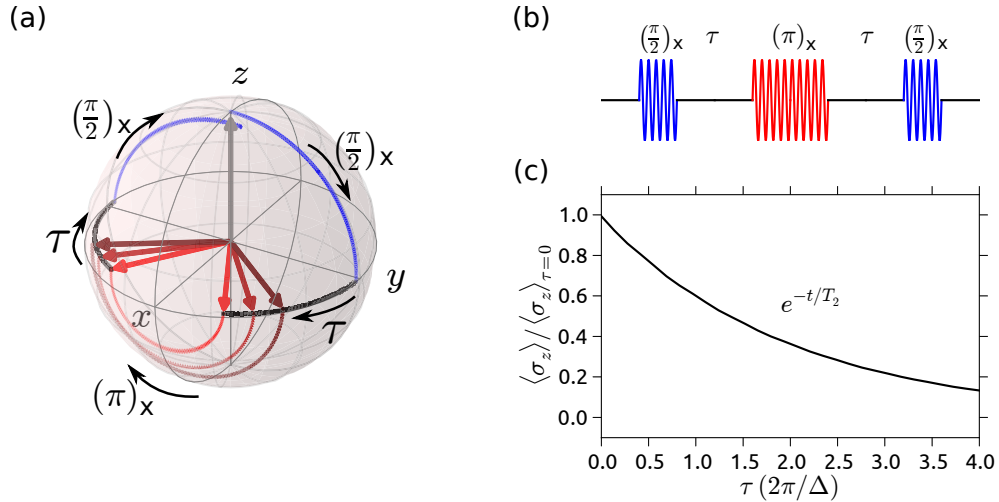 (a)
z
(π/2)x
(π/2)x
τ
y
x
τ
(π)x
(b)
(π/2)x τ (π)x τ (π/2)x
(c)
⟨σz⟩/⟨σz⟩τ=0
1.0
0.8
0.6
0.4
0.2
0.0
e^{-t/T₂}
0.0 0.5 1.0 1.5 2.0 2.5 3.0 3.5 4.0
τ (2π/Δ)